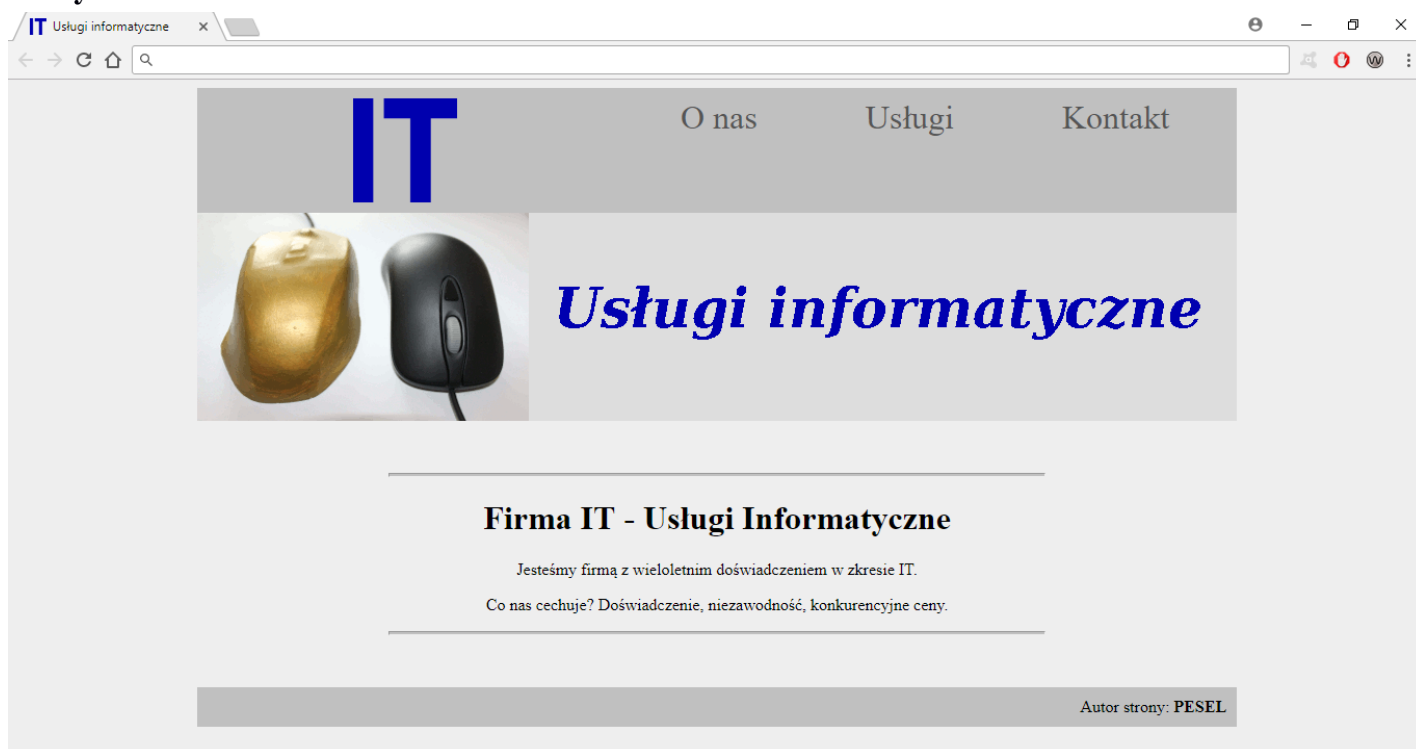 IT Usługi informatyczne
IT
O nas Usługi Kontakt
Usługi informatyczne
Firma IT - Usługi Informatyczne
Jesteśmy firmą z wieloletnim doświadczeniem w zkresie IT.
Co nas cechuje? Doświadczenie, niezawodność, konkurencyjne ceny.
Autor strony: PESEL